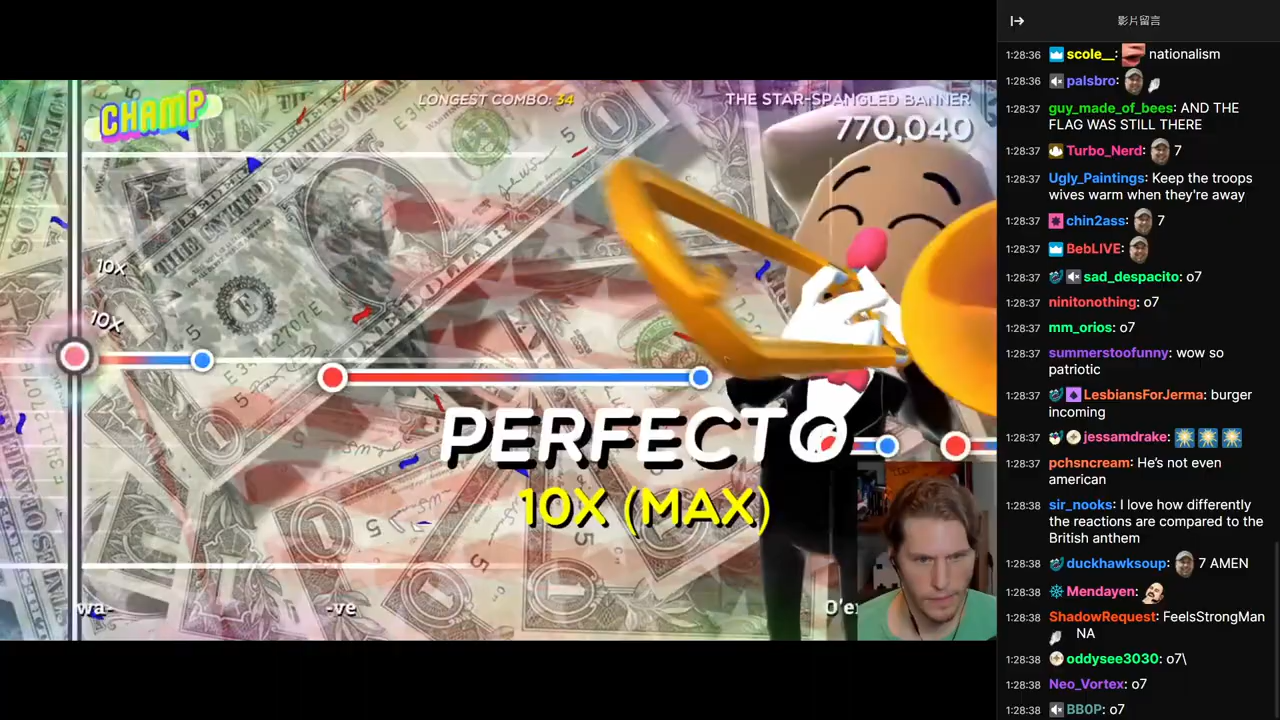 CHAMP
LONGEST COMBO: 34
THE STAR-SPANGLED BANNER
770,040
10X
10X
PERFECTO
10X (MAX)
wa-
-ve
O'e
影片留言
1:28:36 scole__: nationalism
1:28:36 palsbro:
1:28:37 guy_made_of_bees: AND THE
FLAG WAS STILL THERE
1:28:37 Turbo_Nerd: 7
1:28:37 Ugly_Paintings: Keep the troops
wives warm when they're away
1:28:37 chin2ass: 7
1:28:37 BebLIVE:
1:28:37 sad_despacito: o7
1:28:37 ninitonothing: o7
1:28:37 mm_orios: o7
1:28:37 summerstoofunny: wow so
patriotic
1:28:37 LesbiansForJerma: burger
incoming
1:28:37 jessamdrake:
1:28:37 pchsncream: He's not even
american
1:28:38 sir_nooks: I love how differently
the reactions are compared to the
British anthem
1:28:38 duckhawksoup: 7 AMEN
1:28:38 Mendayen:
1:28:38 ShadowRequest: FeelsStrongMan
NA
1:28:38 oddysee3030: o7\
1:28:38 Neo_Vortex: o7
1:28:38 BB0P: o7